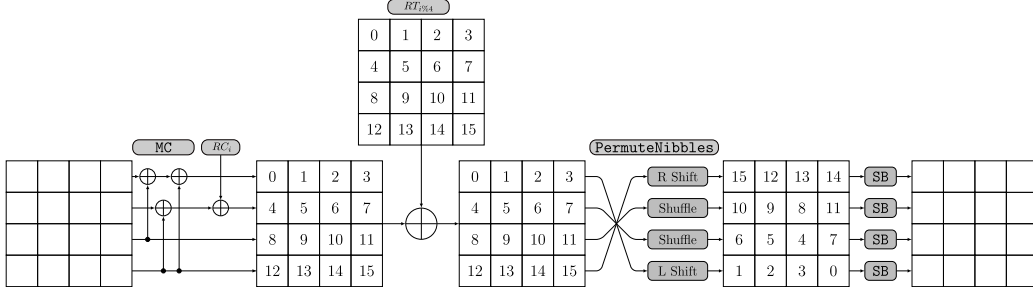 RT_{i%4}
0 1 2 3
4 5 6 7
8 9 10 11
12 13 14 15
MC
RC_i
0 1 2 3
4 5 6 7
8 9 10 11
12 13 14 15
0 1 2 3
4 5 6 7
8 9 10 11
12 13 14 15
PermuteNibbles
R Shift
Shuffle
Shuffle
L Shift
15 12 13 14
10 9 8 11
6 5 4 7
1 2 3 0
SB
SB
SB
SB